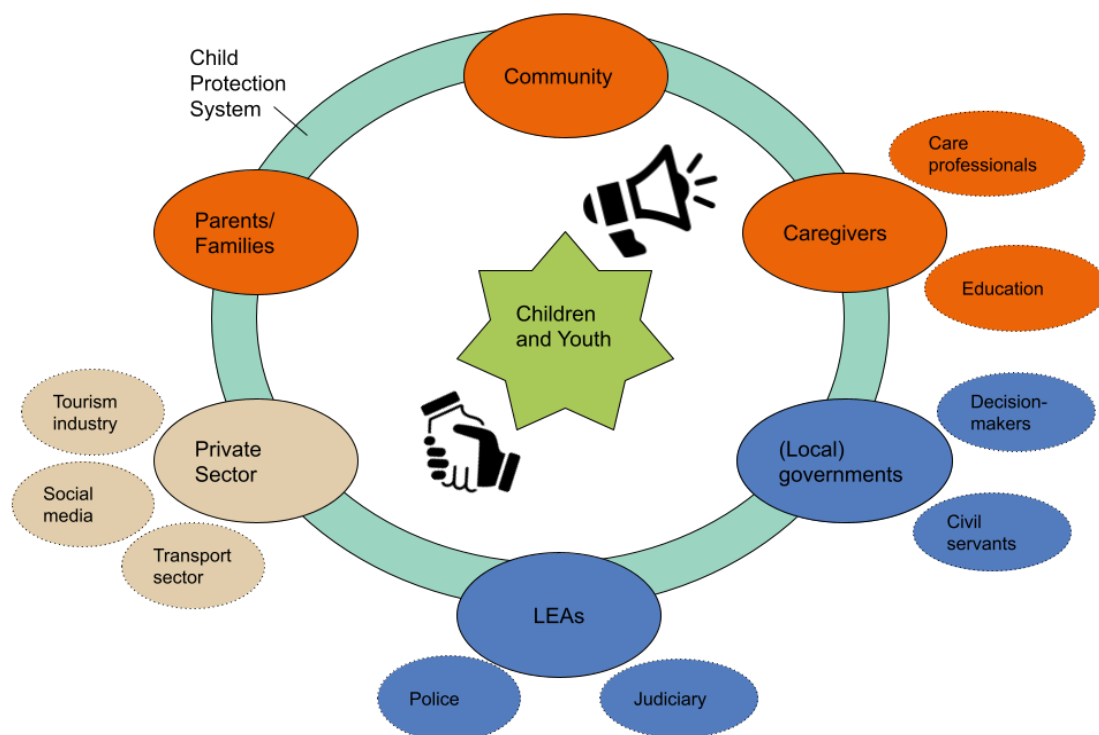 Child
Protection
System
Community
Care
professionals
Parents/
Families
Caregivers
Children
and Youth
Education
Tourism
industry
Private
Sector
Social
media
Transport
sector
(Local)
governments
Decision-
makers
Civil
servants
LEAs
Police
Judiciary